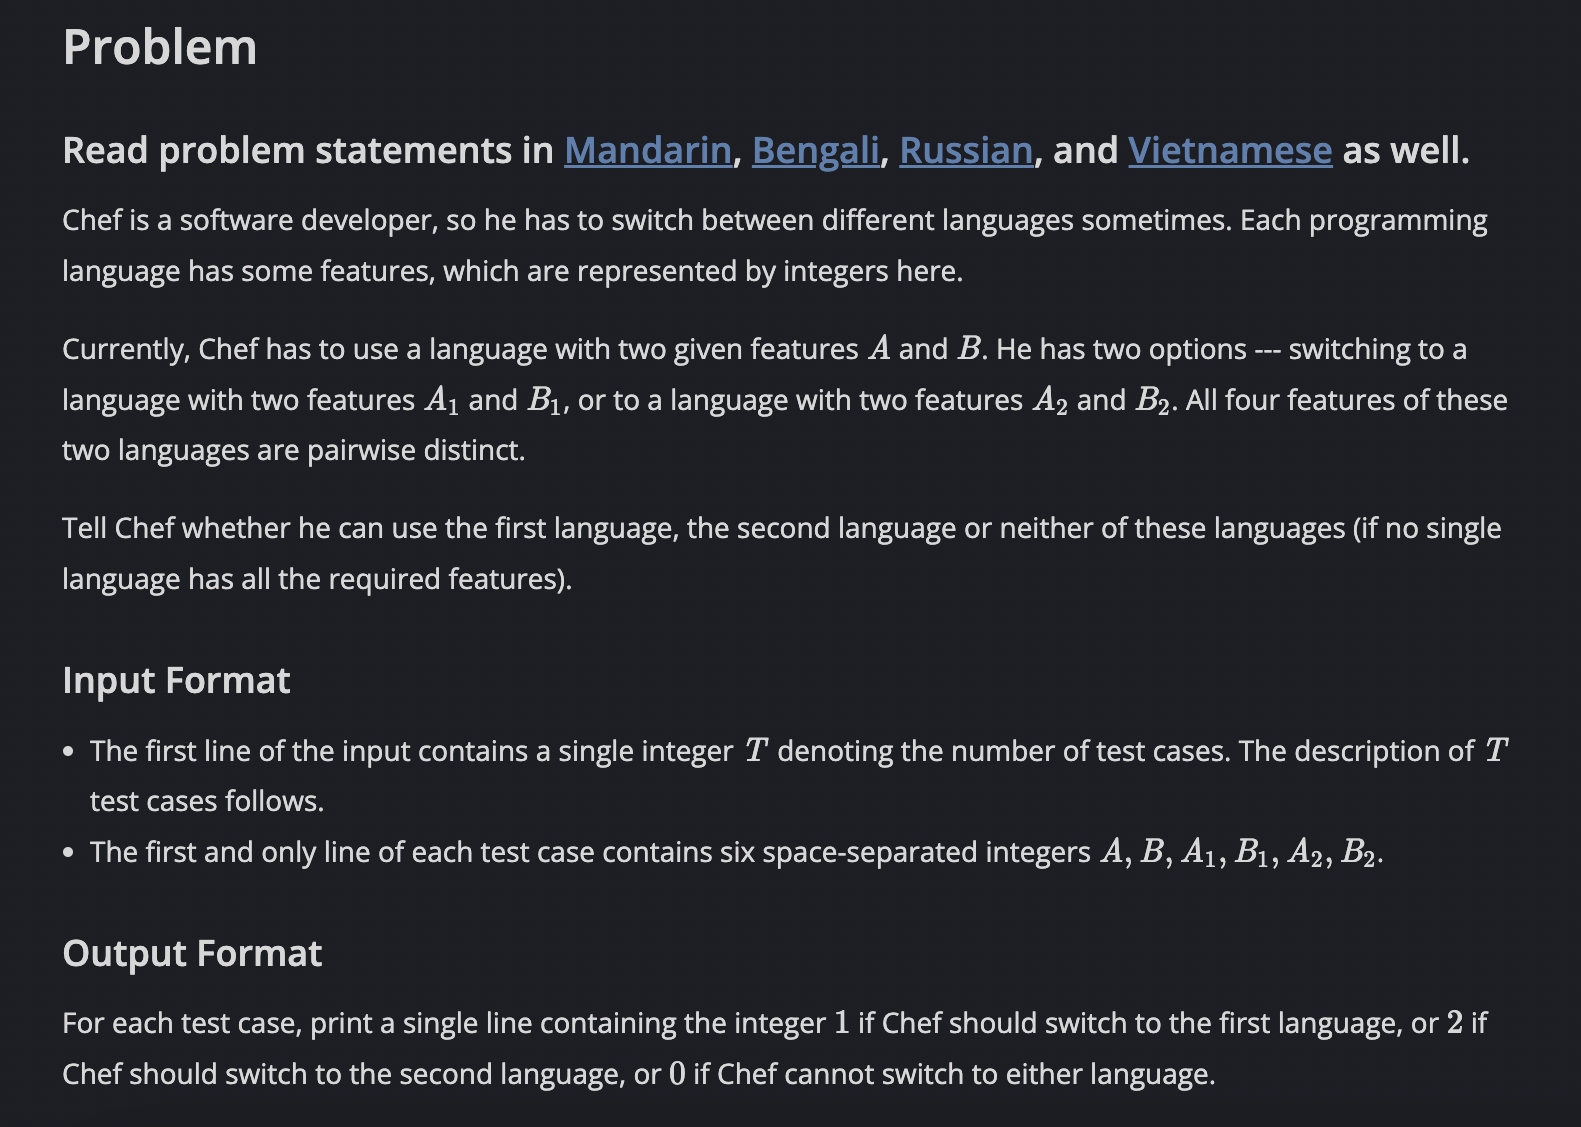 Problem
Read problem statements in Mandarin, Bengali, Russian, and Vietnamese as well.
Chef is a software developer, so he has to switch between different languages sometimes. Each programming
language has some features, which are represented by integers here.
Currently, Chef has to use a language with two given features A and B. He has two options --- switching to a
language with two features A₁ and B₁, or to a language with two features A₂ and B₂. All four features of these
two languages are pairwise distinct.
Tell Chef whether he can use the first language, the second language or neither of these languages (if no single
language has all the required features).
Input Format
• The first line of the input contains a single integer T denoting the number of test cases. The description of T
test cases follows.
• The first and only line of each test case contains six space-separated integers A, B, A₁, B₁, A₂, B₂.
Output Format
For each test case, print a single line containing the integer 1 if Chef should switch to the first language, or 2 if
Chef should switch to the second language, or 0 if Chef cannot switch to either language.